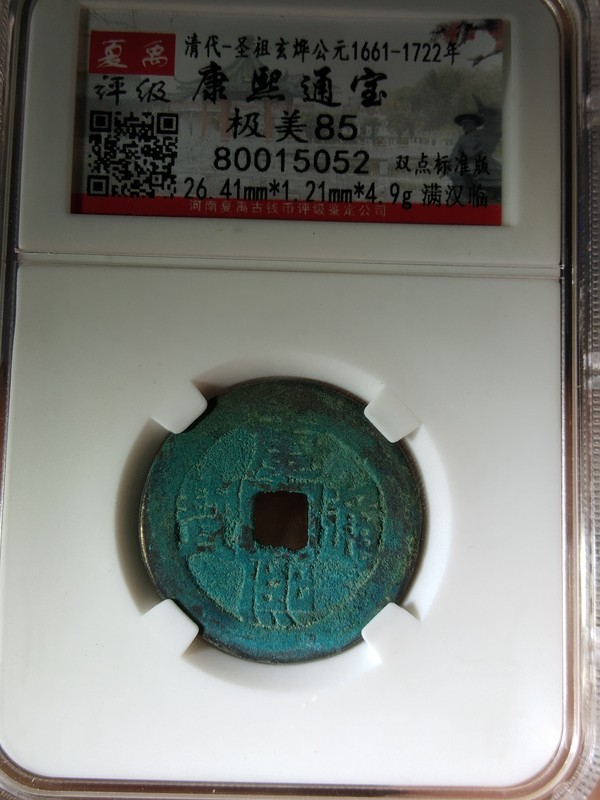 夏禹
评级
清代-圣祖玄烨公元1661-1722年
康熙通宝
极美85
80015052 双点标准版
26.41mm*1.21mm*4.9g 满汉临
河南夏禹古钱币评级鉴定公司
康熙通寳